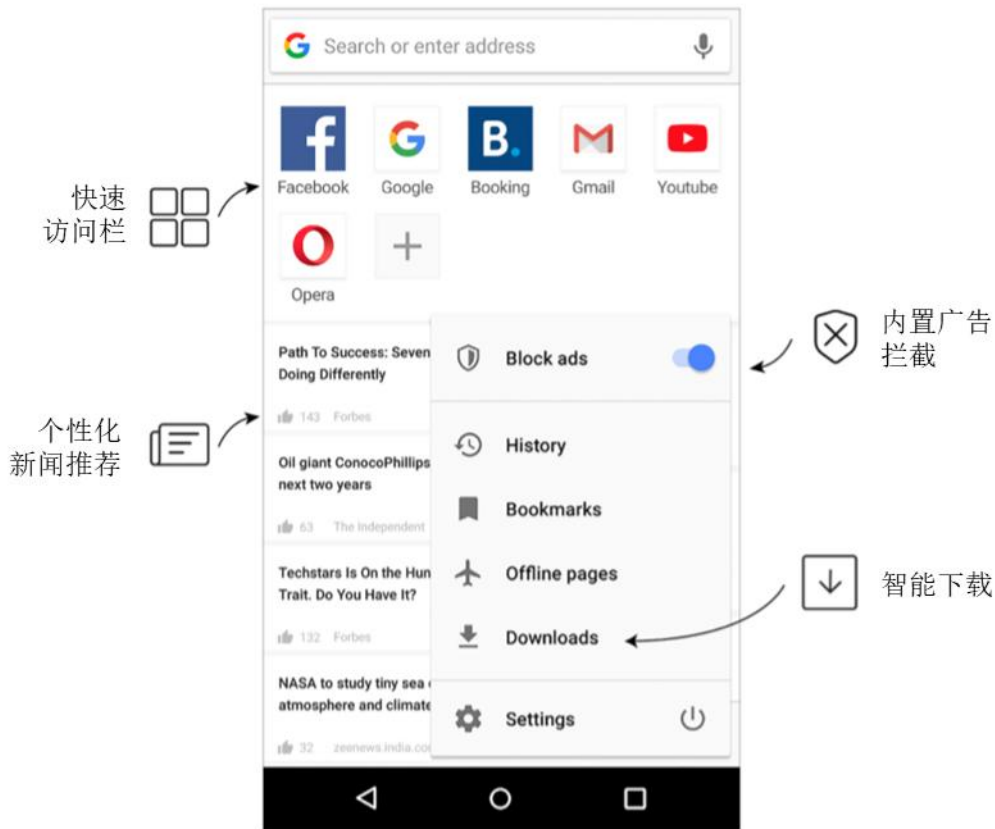 Search or enter address
Facebook
Google
Booking
Gmail
Youtube
快速
访问栏
Opera
Path To Success: Seven
Doing Differently
143 Forbes
个性化
新闻推荐
Oil giant ConocoPhillips
next two years
63 The Independent
Techstars Is On the Hun
Trait. Do You Have It?
132 Forbes
NASA to study tiny sea
atmosphere and climate
32 zeenews.india.co
Block ads
内置广告
拦截
History
Bookmarks
Offline pages
Downloads
智能下载
Settings